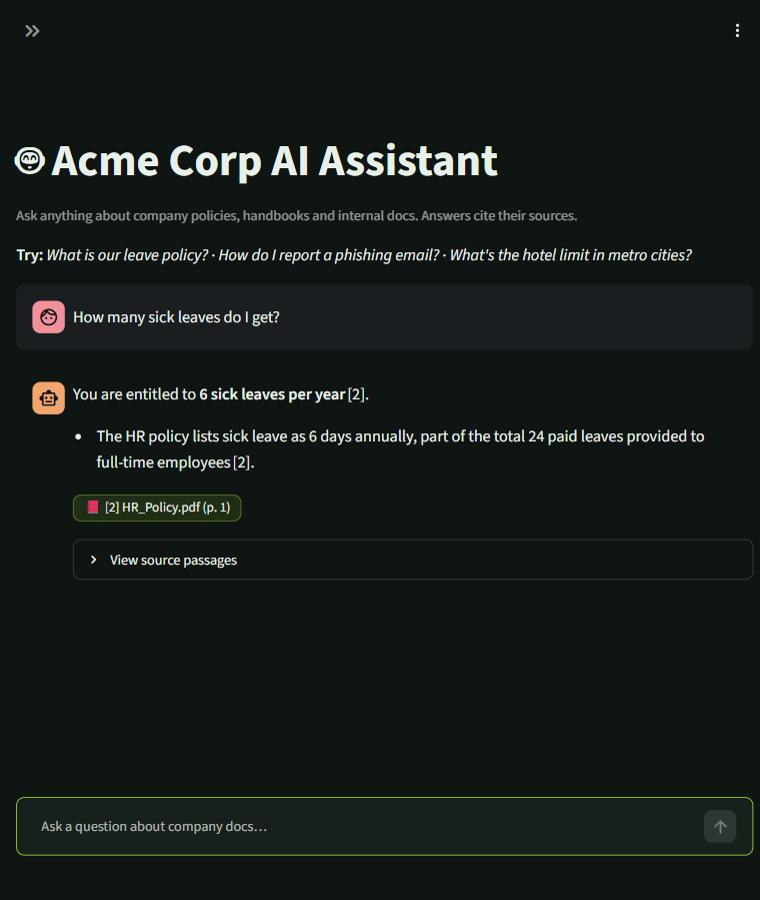 Acme Corp AI Assistant
Ask anything about company policies, handbooks and internal docs. Answers cite their sources.
Try: What is our leave policy? · How do I report a phishing email? · What's the hotel limit in metro cities?
How many sick leaves do I get?
You are entitled to 6 sick leaves per year [2].
• The HR policy lists sick leave as 6 days annually, part of the total 24 paid leaves provided to
full-time employees [2].
[2] HR_Policy.pdf (p. 1)
View source passages
Ask a question about company docs...